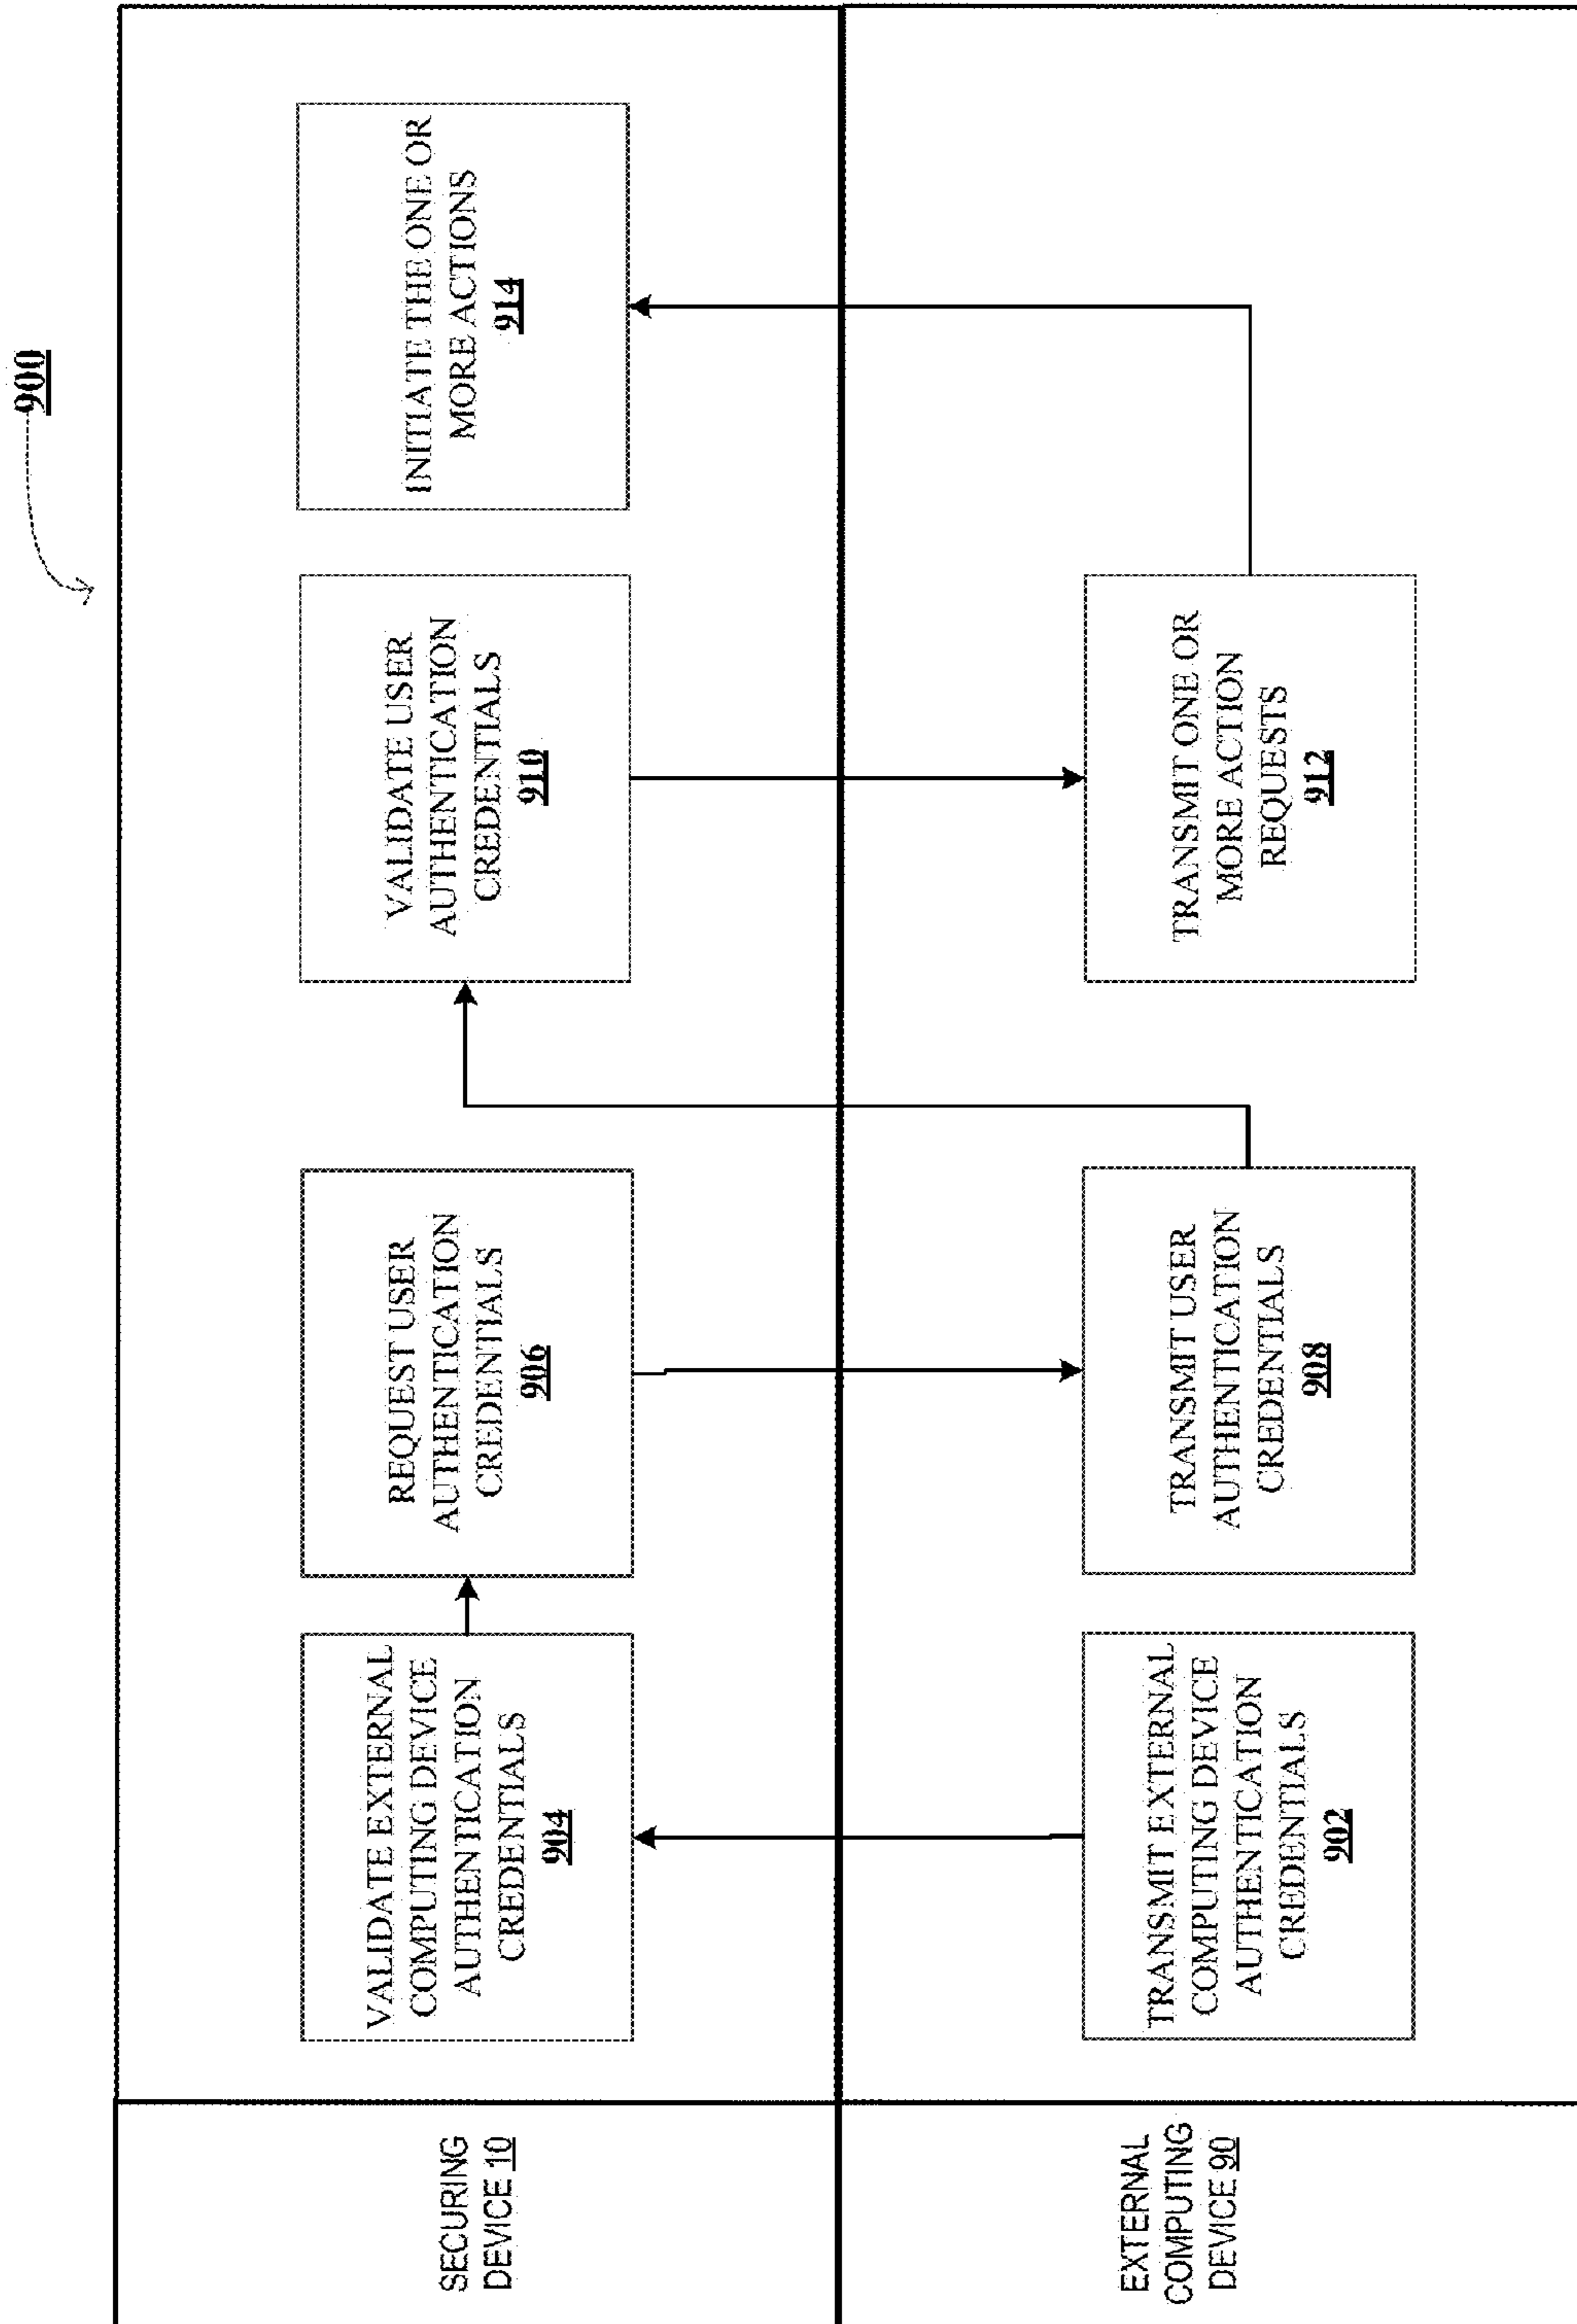 900
SECURING
DEVICE 10
VALIDATE EXTERNAL
COMPUTING DEVICE
AUTHENTICATION
CREDENTIALS
904
REQUEST USER
AUTHENTICATION
CREDENTIALS
906
VALIDATE USER
AUTHENTICATION
CREDENTIALS
910
INITIATE THE ONE OR
MORE ACTIONS
914
EXTERNAL
COMPUTING
DEVICE 90
TRANSMIT EXTERNAL
COMPUTING DEVICE
AUTHENTICATION
CREDENTIALS
902
TRANSMIT USER
AUTHENTICATION
CREDENTIALS
908
TRANSMIT ONE OR
MORE ACTION
REQUESTS
912